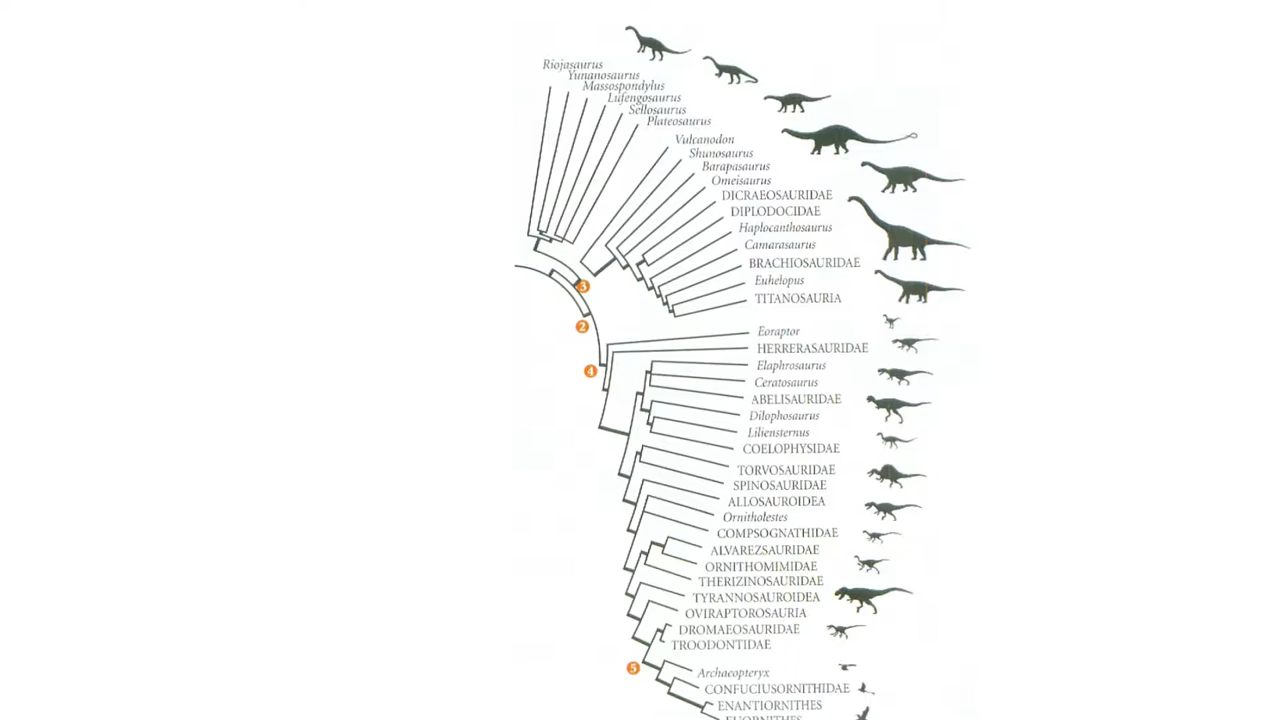 Riojasaurus
Yunanosaurus
Massospondylus
Lufengosaurus
Sellosaurus
Plateosaurus
Vulcanodon
Shunosaurus
Barapasaurus
Omeisaurus
DICRAEOSAURIDAE
DIPLODOCIDAE
Haplocanthosaurus
Camarasaurus
BRACHIOSAURIDAE
Euhelopus
3
TITANOSAURIA
2
Eoraptor
HERRERASAURIDAE
Elaphrosaurus
4
Ceratosaurus
ABELISAURIDAE
Dilophosaurus
Liliensternus
COELOPHYSIDAE
TORVOSAURIDAE
SPINOSAURIDAE
ALLOSAUROIDEA
Ornitholestes
COMPSOGNATHIDAE
ALVAREZSAURIDAE
ORNITHOMIMIDAE
THERIZINOSAURIDAE
TYRANNOSAUROIDEA
OVIRAPTOROSAURIA
DROMAEOSAURIDAE
TROODONTIDAE
5
Archaeopteryx
CONFUCIUSORNITHIDAE
ENANTIORNITHES
EUORNITHES